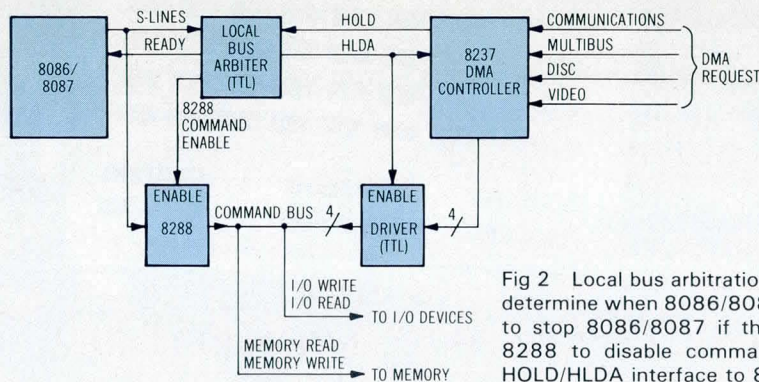 S-LINES
READY
8086/
8087
LOCAL
BUS
ARBITER
(TTL)
HOLD
HLDA
8237
DMA
CONTROLLER
COMMUNICATIONS
MULTIBUS
DISC
VIDEO
DMA
REQUEST
8288
COMMAND
ENABLE
ENABLE
8288
COMMAND BUS
4
ENABLE
DRIVER
(TTL)
4
I/O WRITE
I/O READ
TO I/O DEVICES
MEMORY READ
MEMORY WRITE
TO MEMORY
Fig 2 Local bus arbitration
determine when 8086/808
to stop 8086/8087 if th
8288 to disable comma
HOLD/HLDA interface to 8